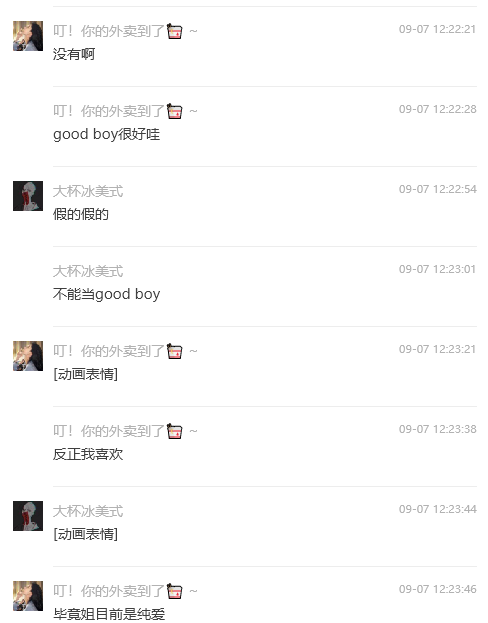 叮！你的外卖到了 ~ 09-07 12:22:21
没有啊
叮！你的外卖到了 ~ 09-07 12:22:28
good boy很好哇
大杯冰美式 09-07 12:22:54
假的假的
大杯冰美式 09-07 12:23:01
不能当good boy
叮！你的外卖到了 ~ 09-07 12:23:21
[动画表情]
叮！你的外卖到了 ~ 09-07 12:23:38
反正我喜欢
大杯冰美式 09-07 12:23:44
[动画表情]
叮！你的外卖到了 ~ 09-07 12:23:46
毕竟姐目前是纯爱